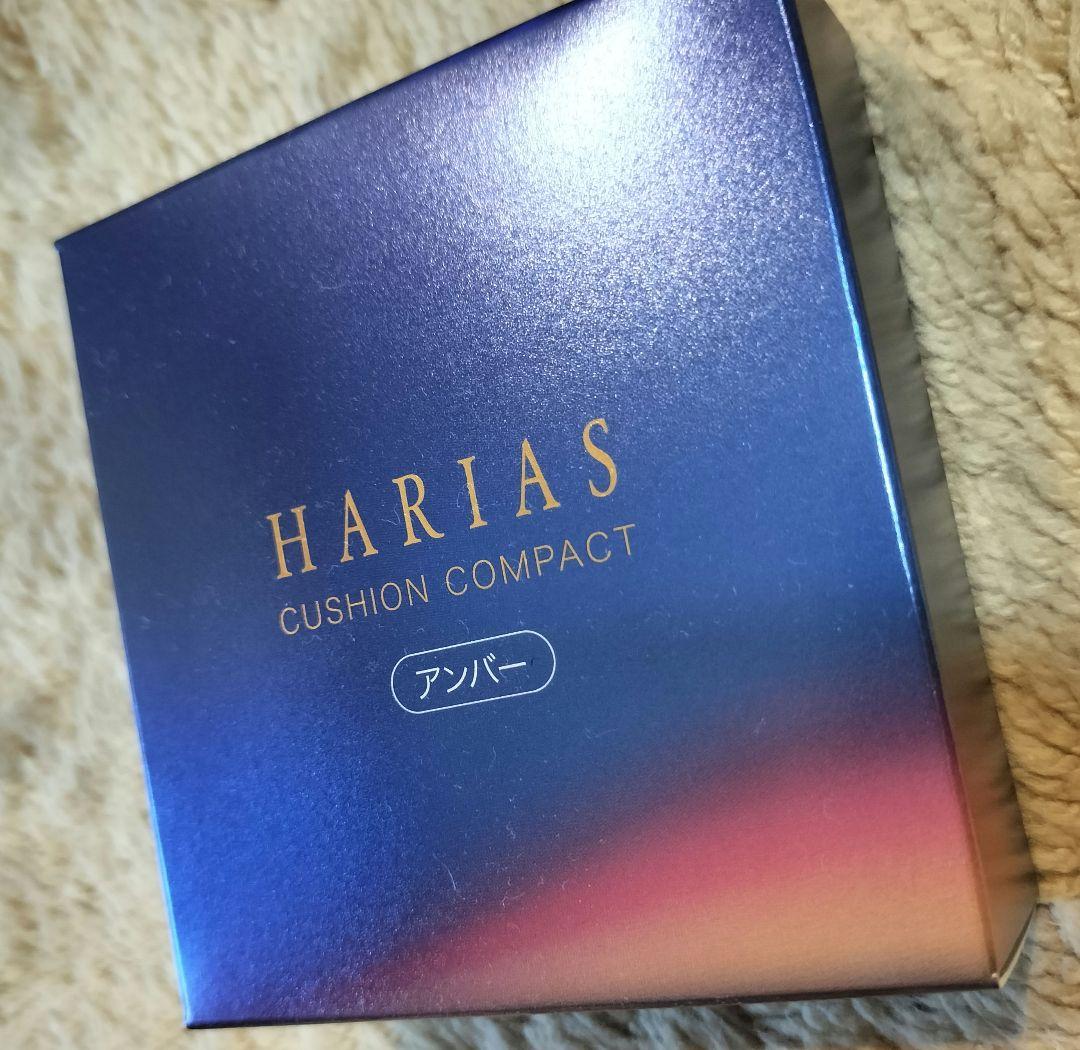 HARIAS
CUSHION COMPACT
アンバー